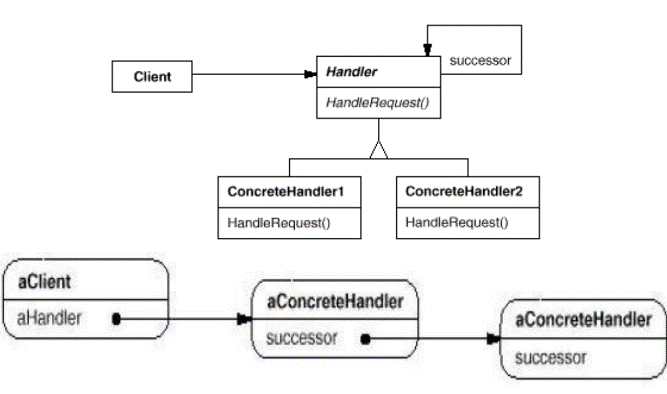 successor
Client
Handler
HandleRequest()
ConcreteHandler1
HandleRequest()
ConcreteHandler2
HandleRequest()
aClient
aHandler
aConcreteHandler
successor
aConcreteHandler
successor